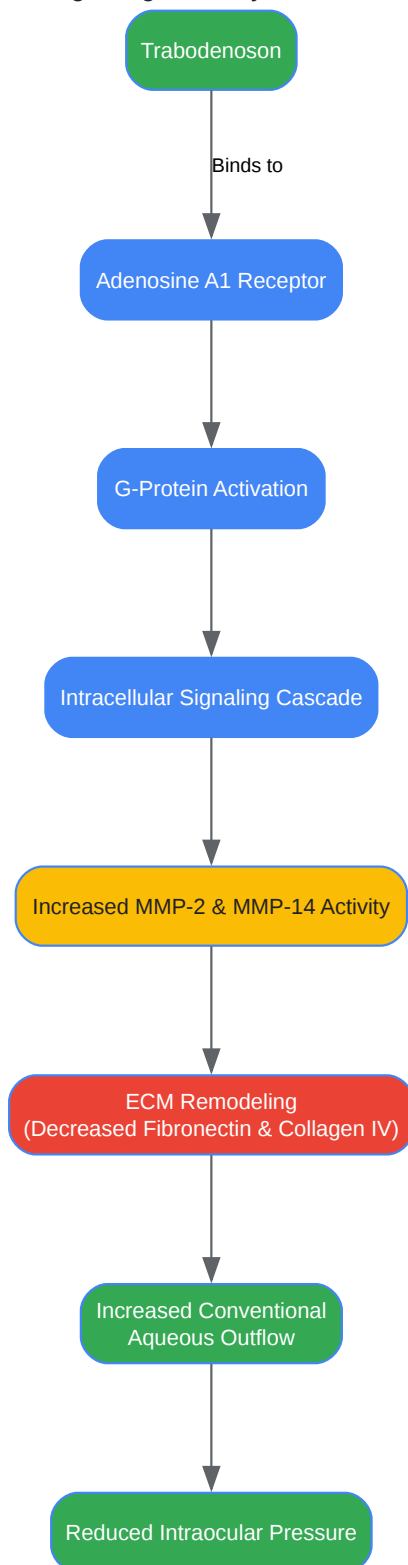 Trabodenoson
Binds to
Adenosine A1 Receptor
G-Protein Activation
Intracellular Signaling Cascade
Increased MMP-2 & MMP-14 Activity
ECM Remodeling
(Decreased Fibronectin & Collagen IV)
Increased Conventional
Aqueous Outflow
Reduced Intraocular Pressure